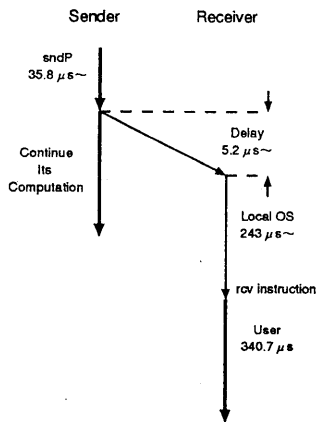 Sender Receiver
sndP
35.8 μs~
Delay
5.2 μs~
Continue
Its
Computation
Local OS
243 μs~
rcv instruction
User
340.7 μs